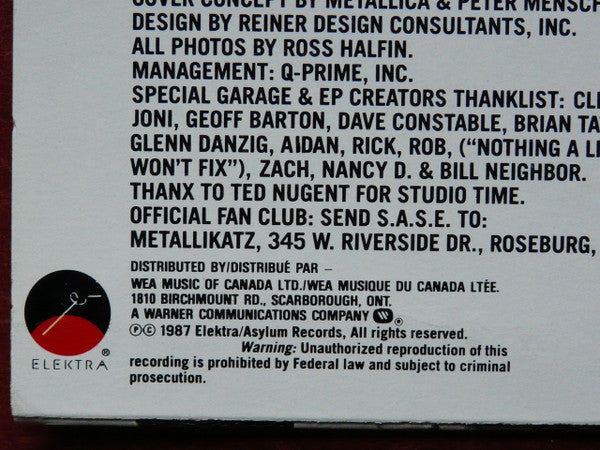 COVER CONCEPT BY METALLICA & PETER MENSCH
DESIGN BY REINER DESIGN CONSULTANTS, INC.
ALL PHOTOS BY ROSS HALFIN.
MANAGEMENT: Q-PRIME, INC.
SPECIAL GARAGE & EP CREATORS THANKLIST: CLI
JONI, GEOFF BARTON, DAVE CONSTABLE, BRIAN TA
GLENN DANZIG, AIDAN, RICK, ROB, ("NOTHING A LI
WON'T FIX"), ZACH, NANCY D. & BILL NEIGHBOR.
THANX TO TED NUGENT FOR STUDIO TIME.
OFFICIAL FAN CLUB: SEND S.A.S.E. TO:
METALLIKATZ, 345 W. RIVERSIDE DR., ROSEBURG,
DISTRIBUTED BY/DISTRIBUÉ PAR –
WEA MUSIC OF CANADA LTD./WEA MUSIQUE DU CANADA LTÉE.
1810 BIRCHMOUNT RD., SCARBOROUGH, ONT.
A WARNER COMMUNICATIONS COMPANY ®
℗© 1987 Elektra/Asylum Records, All rights reserved.
Warning: Unauthorized reproduction of this
recording is prohibited by Federal law and subject to criminal
prosecution.
ELEKTRA®